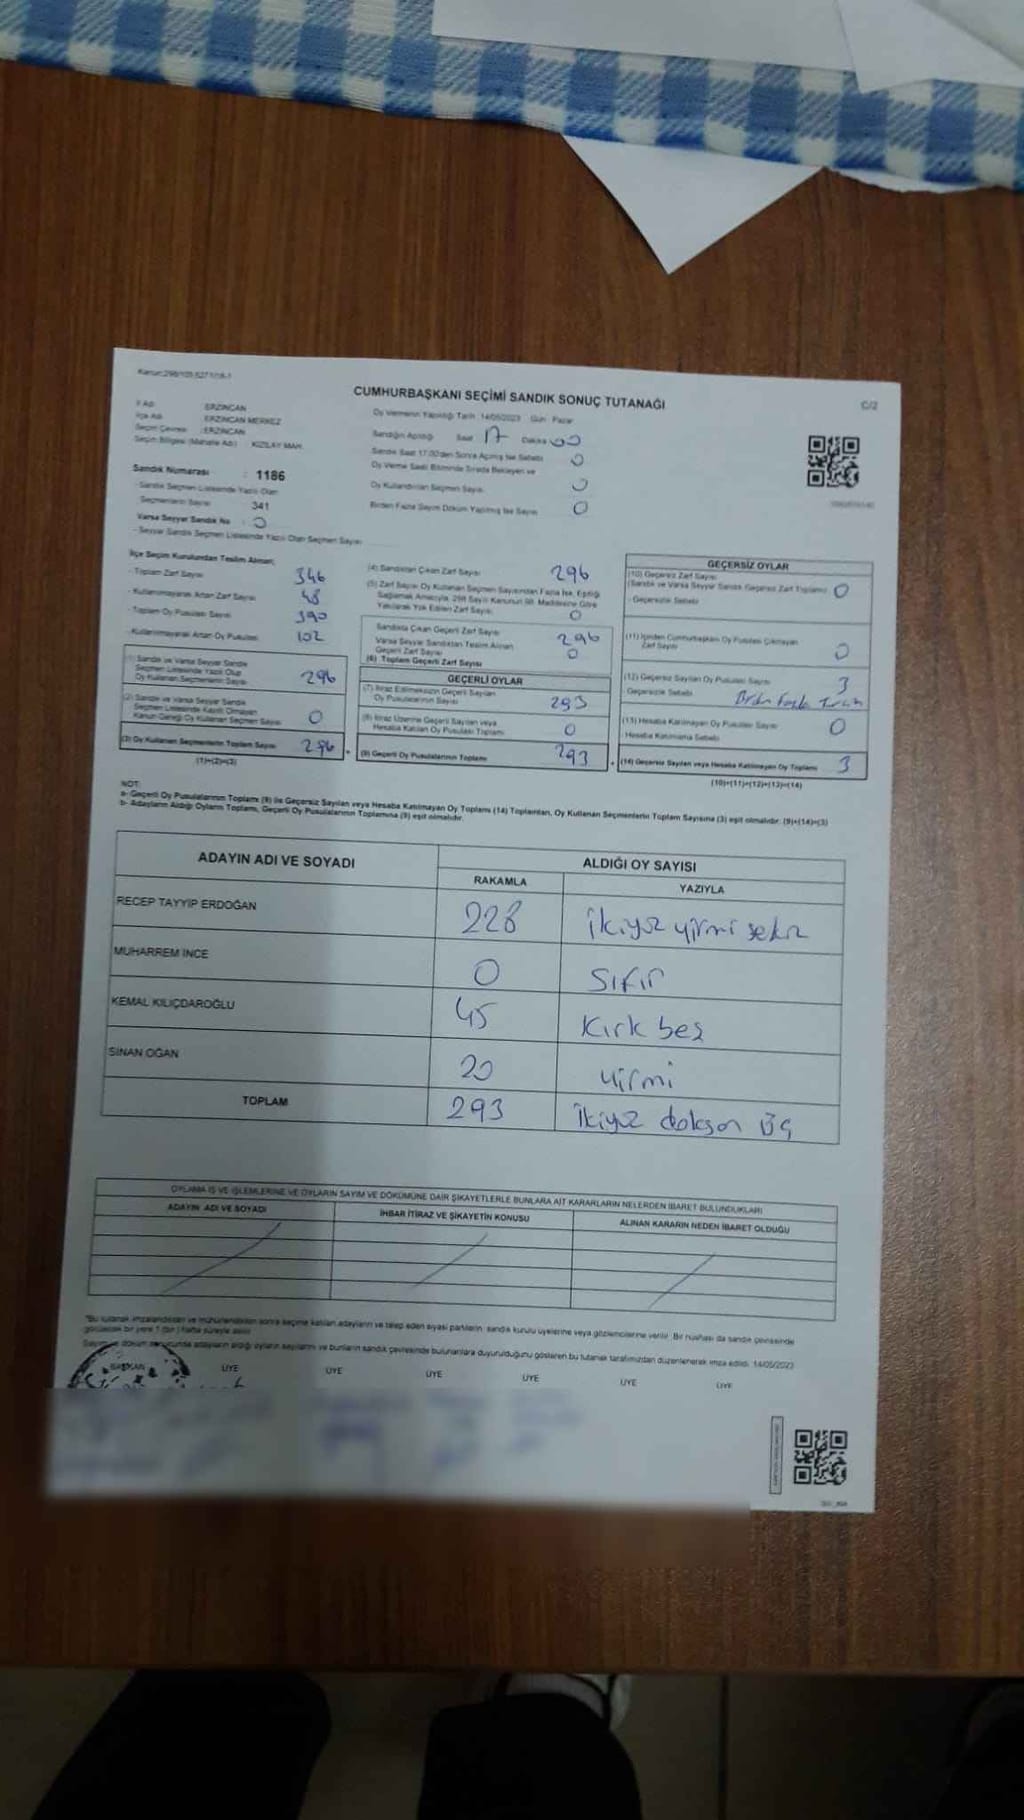 Kanun:298/105 6271/18-1
CUMHURBAŞKANI SEÇİMİ SANDIK SONUÇ TUTANAĞI
C/2
İl Adı : ERZİNCAN
İlçe Adı : ERZİNCAN MERKEZ
Seçim Çevresi : ERZİNCAN
Seçim Bölgesi (Mahalle Adı) : KIZILAY MAH.
Oy Vermenin Yapıldığı Tarih 14/05/2023 Gün Pazar
Sandığın Açıldığı Saat 17 Dakika 00
Sandık Saat 17.00'den Sonra Açılmış İse Sebebi 0
Oy Verme Saati Bitiminde Sırada Bekleyen ve
Oy Kullandırılan Seçmen Sayısı 0
Birden Fazla Sayım Döküm Yapılmış İse Sayısı 0
Sandık Numarası : 1186
- Sandık Seçmen Listesinde Yazılı Olan
Seçmenlerin Sayısı 341
Varsa Seyyar Sandık No : 0
- Seyyar Sandık Seçmen Listesinde Yazılı Olan Seçmen Sayısı
İlçe Seçim Kurulundan Teslim Alınan;
- Toplam Zarf Sayısı 346
- Kullanılmayarak Artan Zarf Sayısı 48
- Toplam Oy Pusulası Sayısı 390
- Kullanılmayarak Artan Oy Pusulası 102
(1) Sandık ve Varsa Seyyar Sandık
Seçmen Listesinde Yazılı Olup
Oy Kullanan Seçmenlerin Sayısı 296
(2) Sandık ve Varsa Seyyar Sandık
Seçmen Listesinde Kayıtlı Olmayan
Kanun Gereği Oy Kullanan Seçmen Sayısı 0
(3) Oy Kullanan Seçmenlerin Toplam Sayısı 296
(1)+(2)=(3)
(4) Sandıktan Çıkan Zarf Sayısı 296
(5) Zarf Sayısı Oy Kullanan Seçmen Sayısından Fazla İse, Eşitliği
Sağlamak Amacıyla, 298 Sayılı Kanunun 98. Maddesine Göre
Yakılarak Yok Edilen Zarf Sayısı 0
Sandıkta Çıkan Geçerli Zarf Sayısı 296
Varsa Seyyar Sandıktan Teslim Alınan
Geçerli Zarf Sayısı 0
(6) Toplam Geçerli Zarf Sayısı
GEÇERLİ OYLAR
(7) İtiraz Edilmeksizin Geçerli Sayılan
Oy Pusulalarının Sayısı 293
(8) İtiraz Üzerine Geçerli Sayılan veya
Hesaba Katılan Oy Pusulası Toplamı 0
(9) Geçerli Oy Pusulalarının Toplamı 293
GEÇERSİZ OYLAR
(10) Geçersiz Zarf Sayısı
(Sandık ve Varsa Seyyar Sandık Geçersiz Zarf Toplamı) 0
- Geçersizlik Sebebi
(11) İçinden Cumhurbaşkanı Oy Pusulası Çıkmayan
Zarf Sayısı 0
(12) Geçersiz Sayılan Oy Pusulası Sayısı 3
Geçersizlik Sebebi
(13) Hesaba Katılmayan Oy Pusulası Sayısı 0
Hesaba Katılmama Sebebi
(14) Geçersiz Sayılan veya Hesaba Katılmayan Oy Toplamı 3
(10)+(11)+(12)+(13)=(14)
NOT:
a- Geçerli Oy Pusulalarının Toplamı (9) ile Geçersiz Sayılan veya Hesaba Katılmayan Oy Toplamı (14) Toplamları, Oy Kullanan Seçmenlerin Toplam Sayısına (3) eşit olmalıdır. (9)+(14)=(3)
b- Adayların Aldığı Oyların Toplamı, Geçerli Oy Pusulalarının Toplamına (9) eşit olmalıdır.
ADAYIN ADI VE SOYADI
ALDIĞI OY SAYISI
RAKAMLA YAZIYLA
RECEP TAYYİP ERDOĞAN 228 ikiyüz yirmi sekiz
MUHARREM İNCE 0 Sıfır
KEMAL KILIÇDAROĞLU 45 Kırk beş
SİNAN OĞAN 20 yirmi
TOPLAM 293 ikiyüz doksan üç
OYLAMA İŞ VE İŞLEMLERİNE VE OYLARIN SAYIM VE DÖKÜMÜNE DAİR ŞİKAYETLERLE BUNLARA AİT KARARLARIN NELERDEN İBARET BULUNDUKLARI
ADAYIN ADI VE SOYADI İHBAR İTİRAZ VE ŞİKAYETİN KONUSU ALINAN KARARIN NEDEN İBARET OLDUĞU
*Bu tutanak imzalandıktan ve mühürlendikten sonra seçime katılan adayların ve talep eden siyasi partilerin sandık kurulu üyelerine veya gözlemcilerine verilir. Bir nüshası da sandık çevresinde
görülecek bir yere 1 (bir) hafta süreyle asılır.
Sayım ve döküm sonucunda adayların aldığı oyların sayılarını ve bunların sandık çevresinde bulunanlara duyurulduğunu gösteren bu tutanak tarafımızdan düzenlenerek imza edildi. 14/05/2023
BAŞKAN ÜYE ÜYE ÜYE ÜYE ÜYE ÜYE